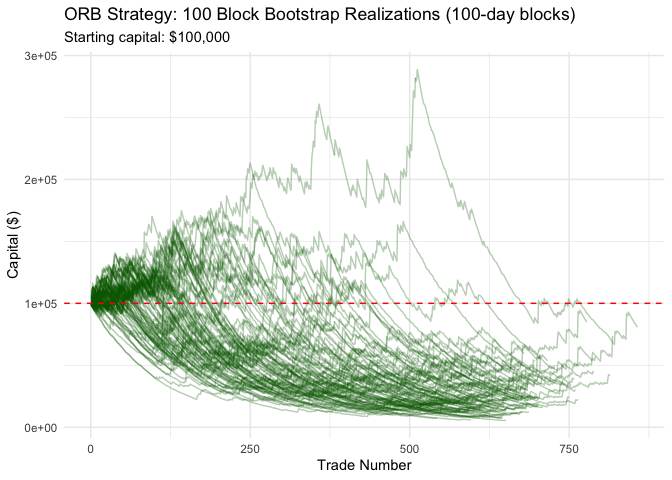 ORB Strategy: 100 Block Bootstrap Realizations (100-day blocks)
Starting capital: $100,000
3e+05
2e+05
1e+05
0e+00
Capital ($)
0
250
500
750
Trade Number